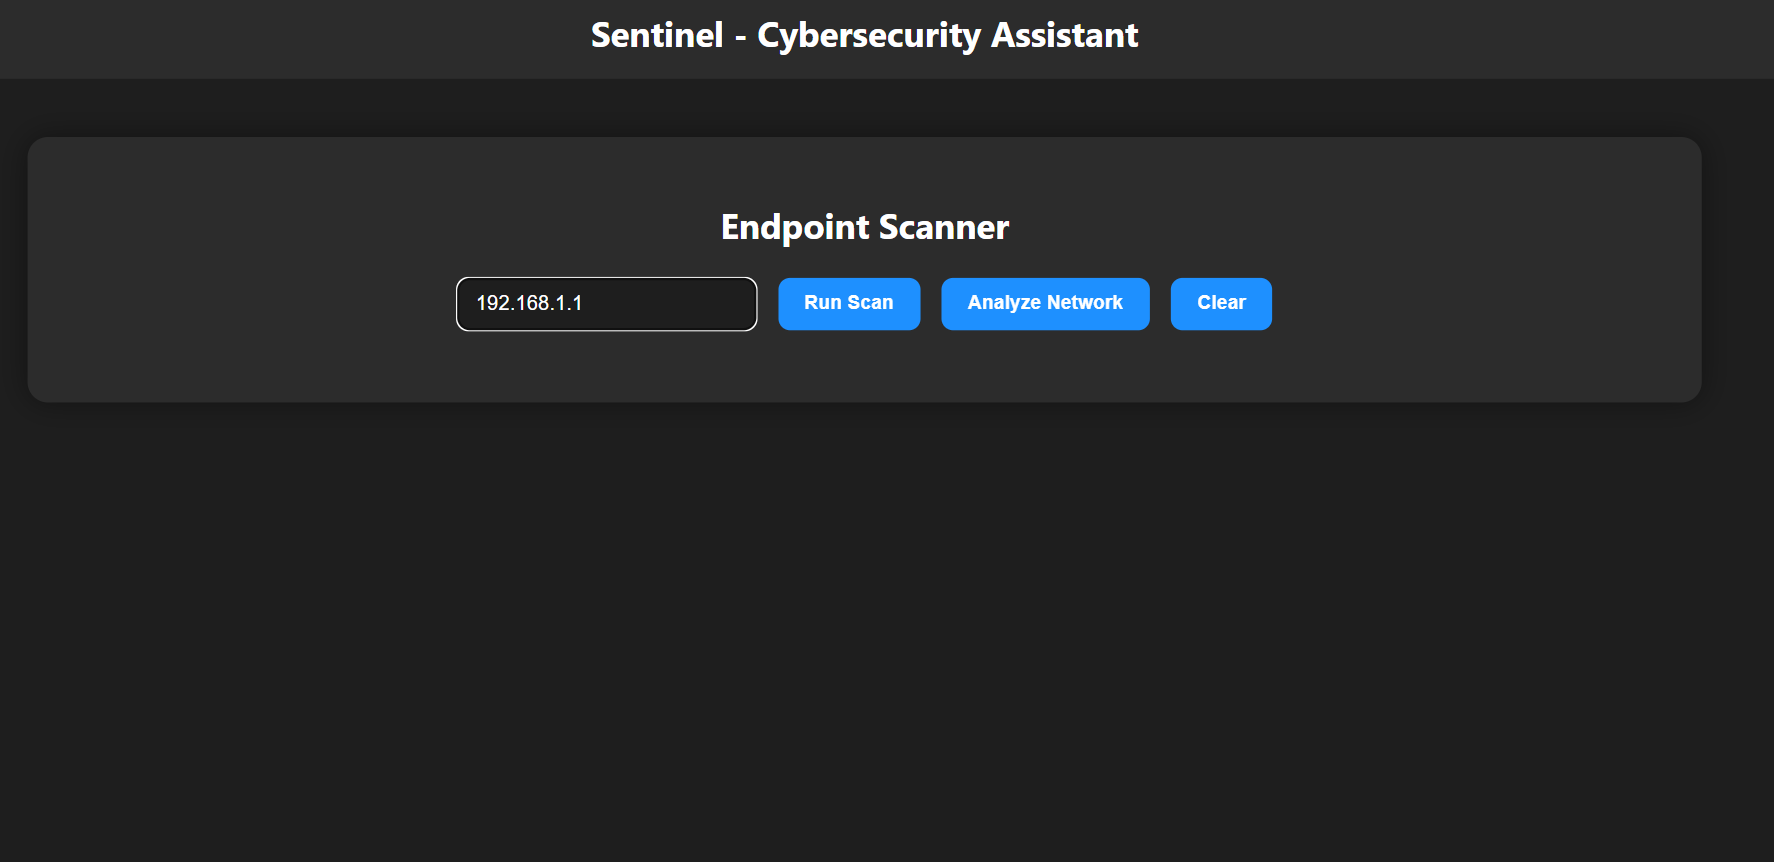 Sentinel - Cybersecurity Assistant
Endpoint Scanner
192.168.1.1 Run Scan Analyze Network Clear